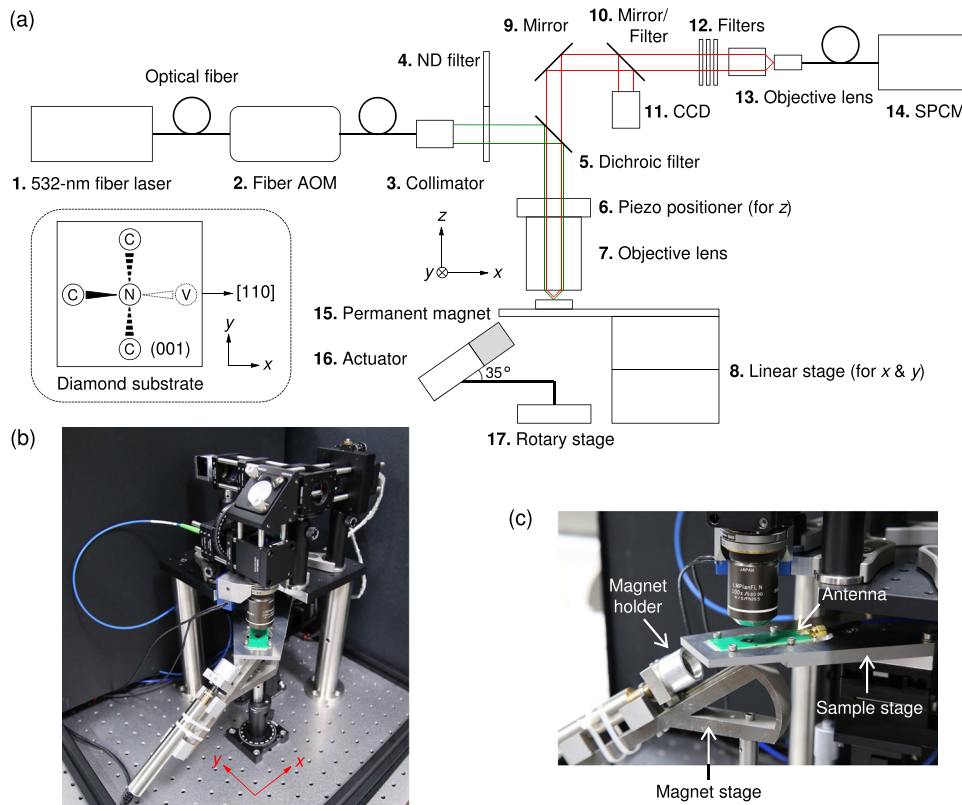 (a)
9. Mirror
10. Mirror/
Filter
12. Filters
4. ND filter
Optical fiber
11. CCD
13. Objective lens
14. SPCM
5. Dichroic filter
1. 532-nm fiber laser
2. Fiber AOM
3. Collimator
6. Piezo positioner (for z)
z
7. Objective lens
y
x
C
C
N
V
[110]
C
(001)
y
x
Diamond substrate
15. Permanent magnet
16. Actuator
35°
8. Linear stage (for x & y)
17. Rotary stage
(b)
y
x
(c)
JAPAN
LMPlanFL N
Magnet
holder
Antenna
Sample stage
Magnet stage